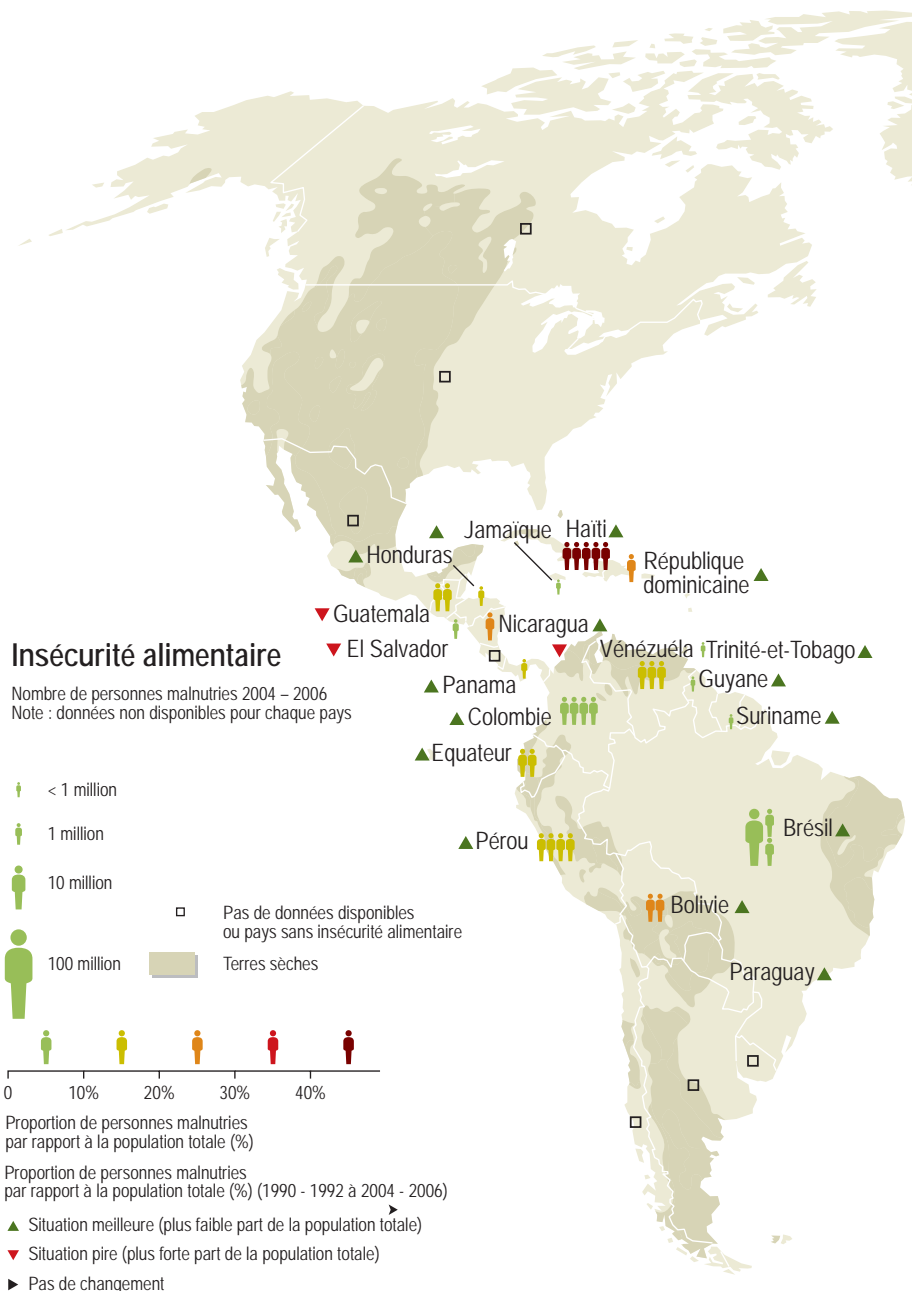 Jamaïque
Haïti
Honduras
République
dominicaine
Guatemala
Nicaragua
El Salvador
Vénézuéla
Trinité-et-Tobago
Panama
Guyane
Colombie
Suriname
Equateur
Pérou
Brésil
Bolivie
Paraguay
Insécurité alimentaire
Nombre de personnes malnutries 2004 – 2006
Note : données non disponibles pour chaque pays
< 1 million
1 million
10 million
100 million
Pas de données disponibles
ou pays sans insécurité alimentaire
Terres sèches
0 10% 20% 30% 40%
Proportion de personnes malnutries
par rapport à la population totale (%)
Proportion de personnes malnutries
par rapport à la population totale (%) (1990 - 1992 à 2004 - 2006)
Situation meilleure (plus faible part de la population totale)
Situation pire (plus forte part de la population totale)
Pas de changement